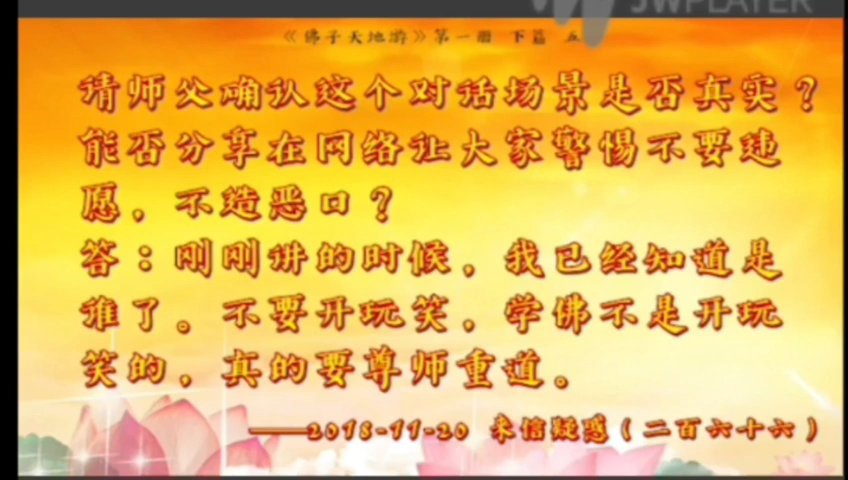 JWPLAYER
《佛子天地游》第一册 下篇 五
请师父确认这个对话场景是否真实？
能否分享在网络让大家警惕不要违
愿，不造恶口？
答：刚刚讲的时候，我已经知道是
谁了。不要开玩笑，学佛不是开玩
笑的，真的要尊师重道。
——2018-11-20 来信疑惑（二百六十六）